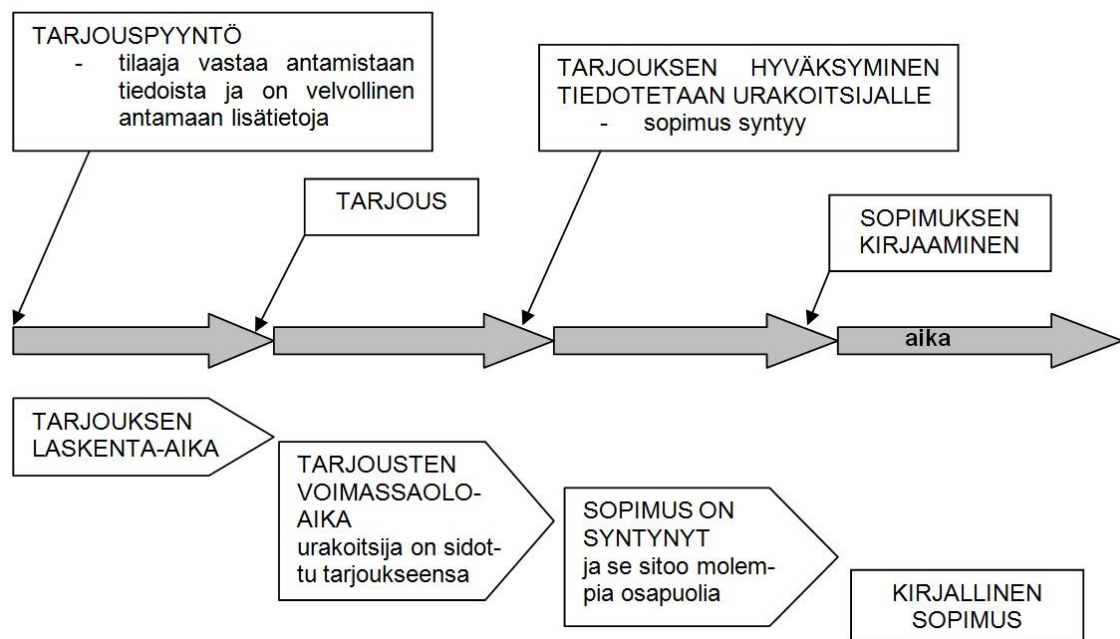 TARJOUSPYYNTÖ
- tilaaja vastaa antamistaan
tiedoista ja on velvollinen
antamaan lisätietoja
TARJOUKSEN HYVÄKSYMINEN
TIEDOTETAAN URAKOITSIJALLE
- sopimus syntyy
TARJOUS
SOPIMUKSEN
KIRJAAMINEN
aika
TARJOUKSEN
LASKENTA-AIKA
TARJOUSTEN
VOIMASSAOLO-
AIKA
urakoitsija on sidot-
tu tarjoukseensa
SOPIMUS ON
SYNTYNYT
ja se sitoo molem-
pia osapuolia
KIRJALLINEN
SOPIMUS